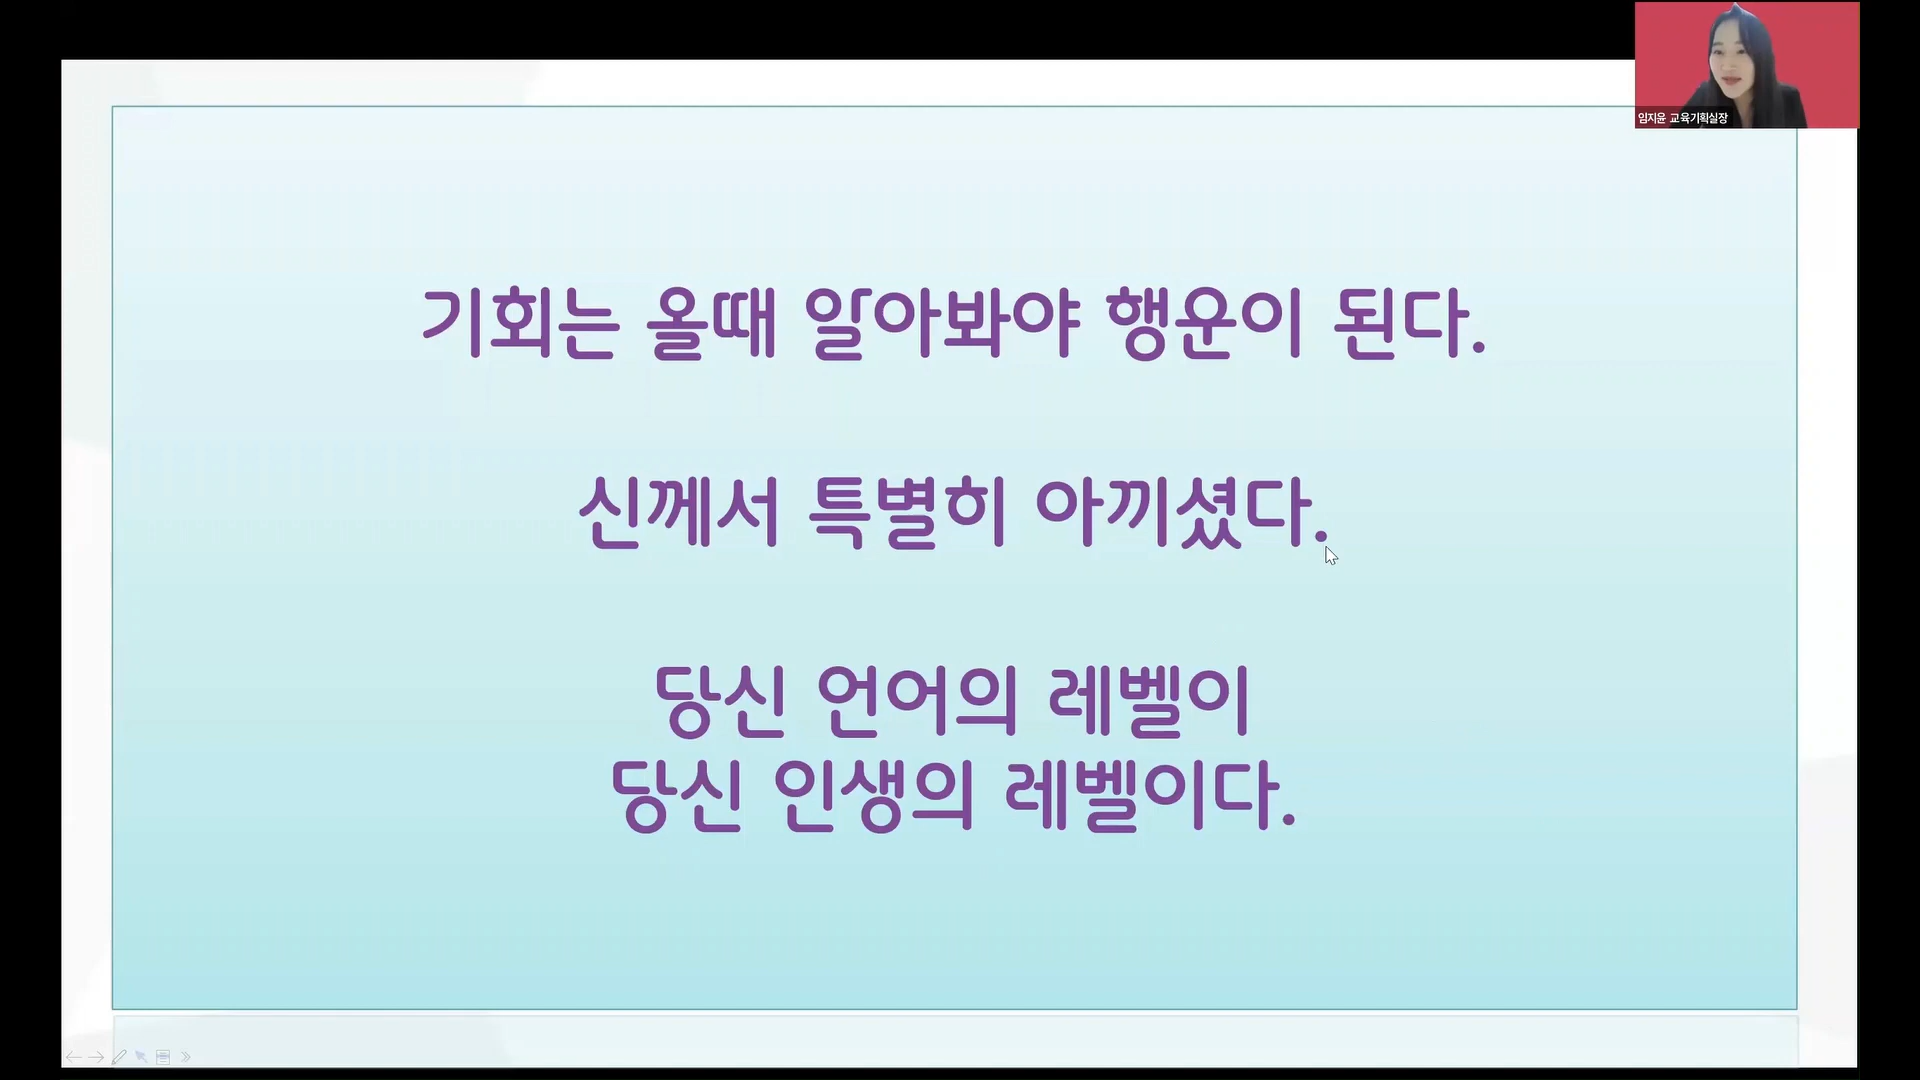 임지윤 교육기획실장
기회는 올때 알아봐야 행운이 된다.
신께서 특별히 아끼셨다.
당신 언어의 레벨이
당신 인생의 레벨이다.